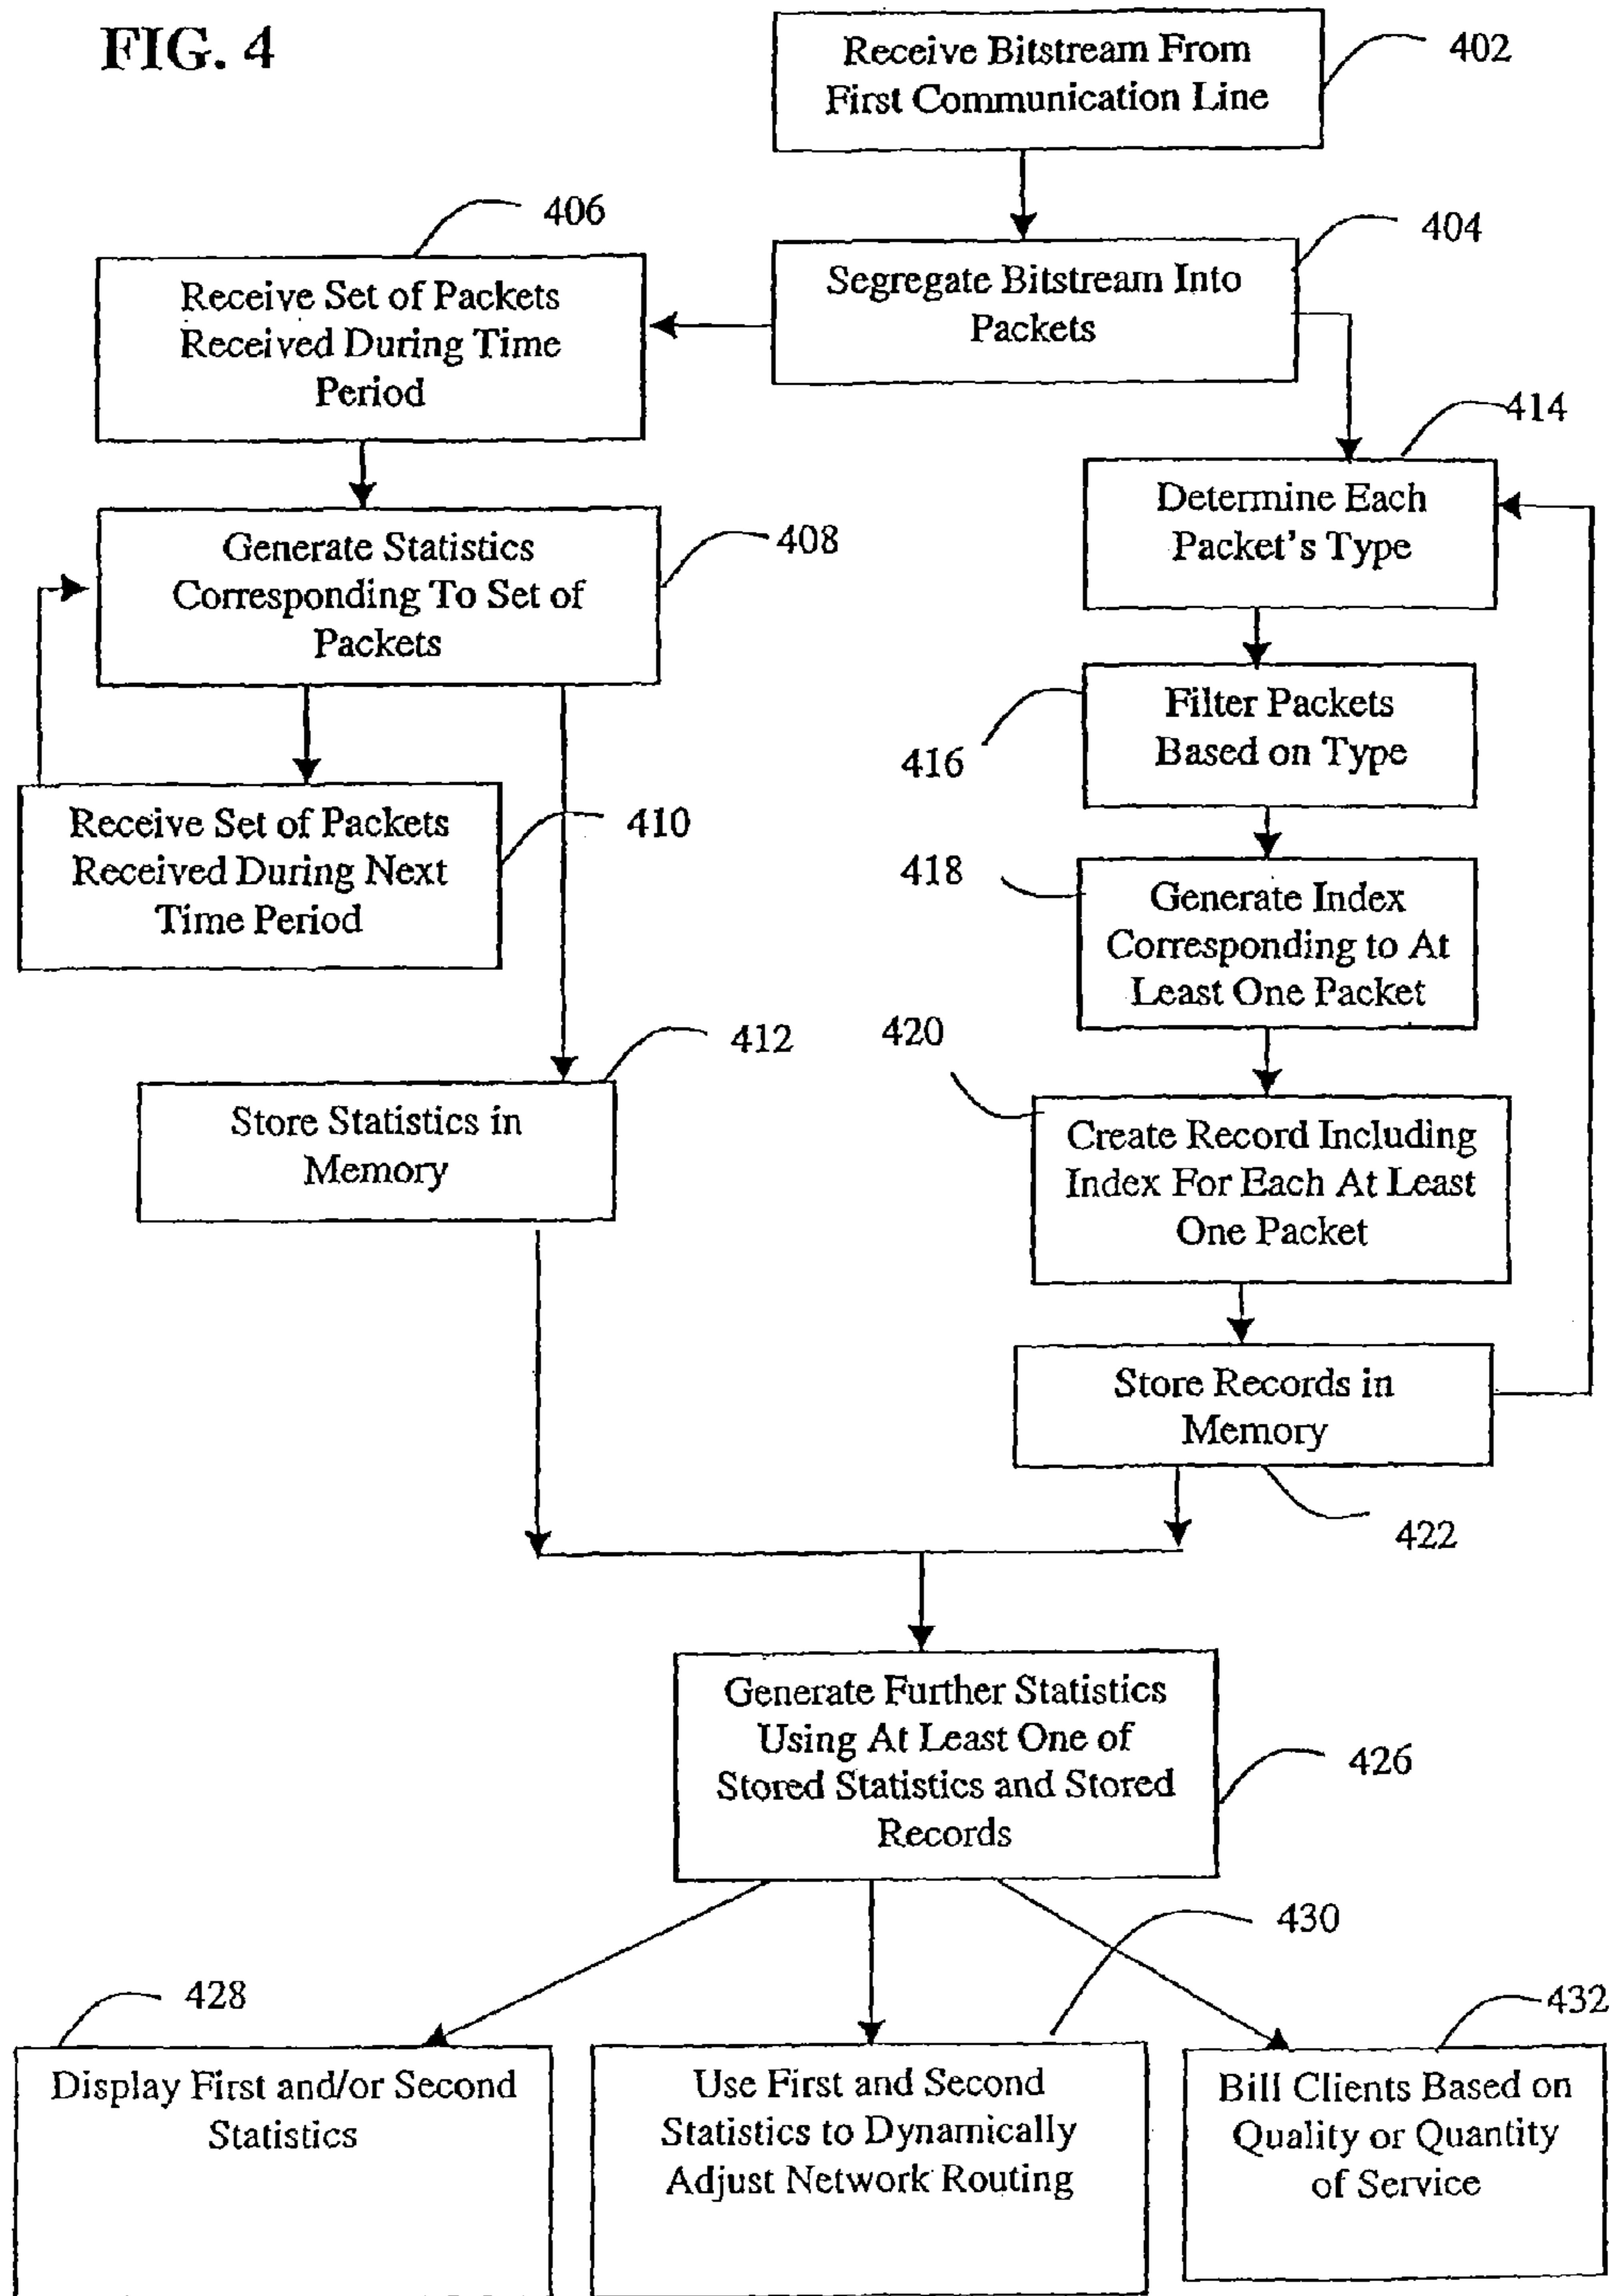 FIG. 4
Receive Bitstream From
First Communication Line
402
406
404
Segregate Bitstream Into
Packets
Receive Set of Packets
Received During Time
Period
414
Determine Each
Packet's Type
Generate Statistics
Corresponding To Set of
Packets
408
Filter Packets
Based on Type
416
Receive Set of Packets
Received During Next
Time Period
410
418
Generate Index
Corresponding to At
Least One Packet
412
420
Store Statistics in
Memory
Create Record Including
Index For Each At Least
One Packet
Store Records in
Memory
422
Generate Further Statistics
Using At Least One of
Stored Statistics and Stored
Records
426
430
428
432
Display First and/or Second
Statistics
Use First and Second
Statistics to Dynamically
Adjust Network Routing
Bill Clients Based on
Quality or Quantity
of Service